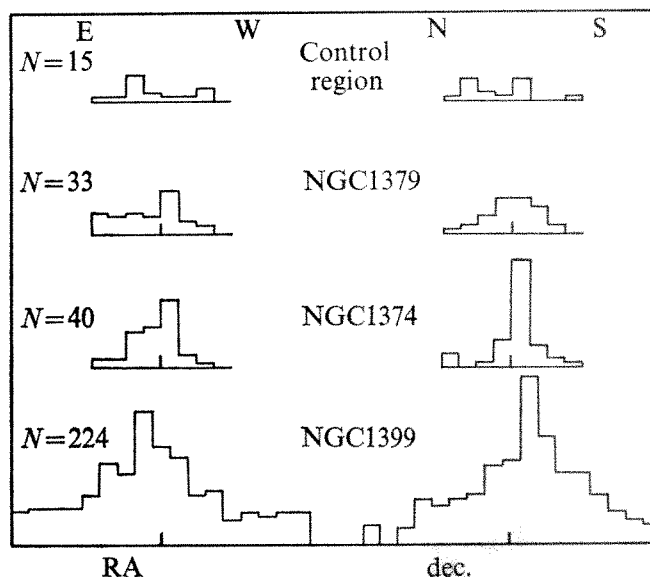 E W N S
N=15 Control
region
N=33 NGC1379
N=40 NGC1374
N=224 NGC1399
RA dec.